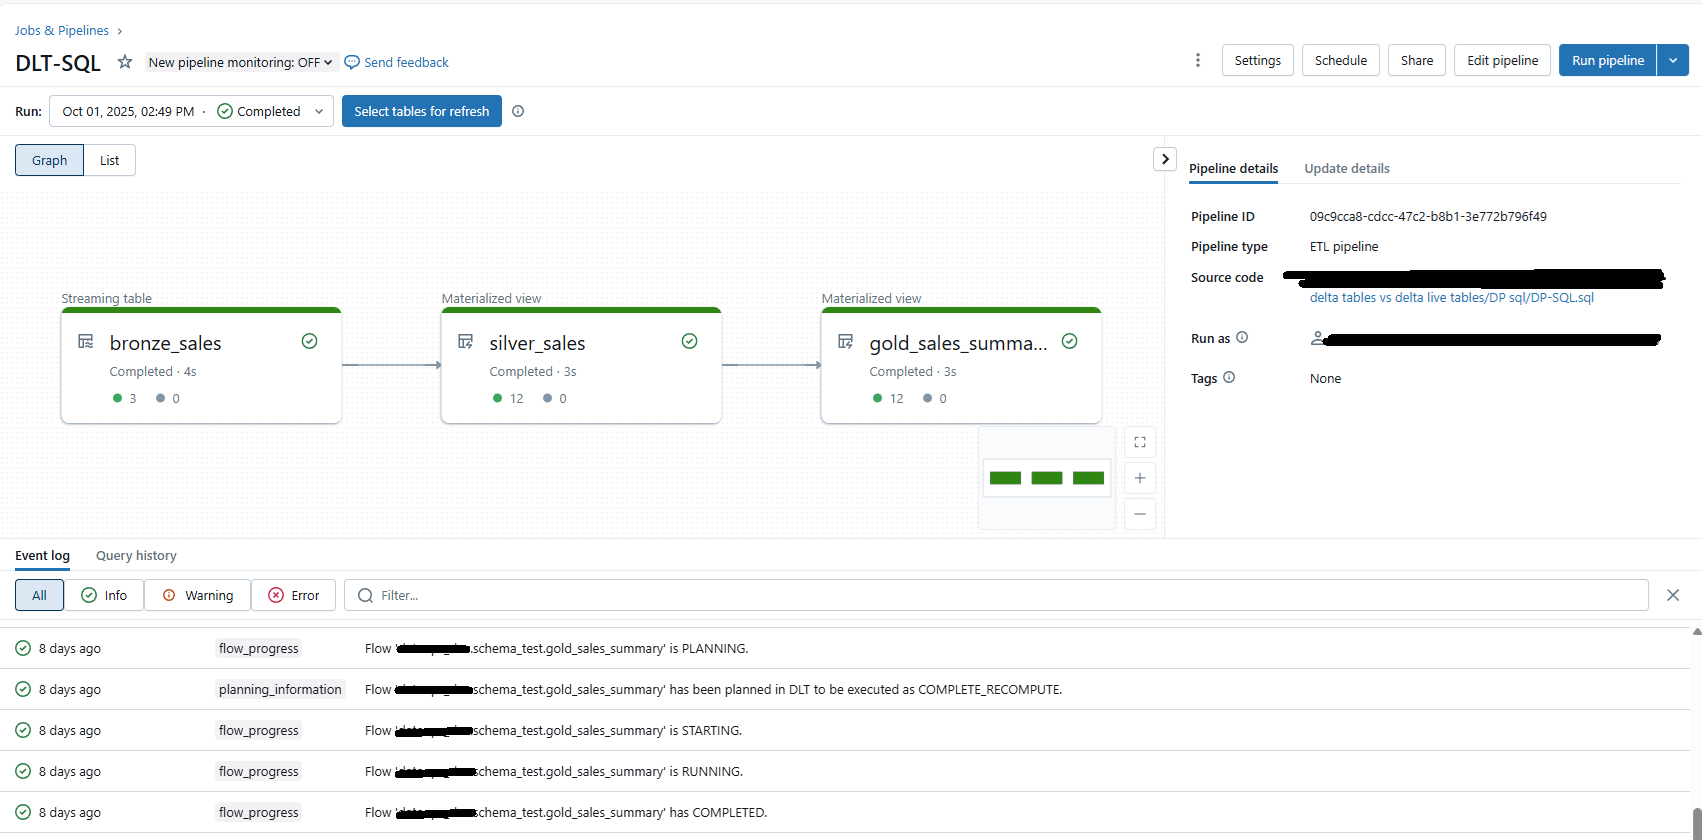 Jobs & Pipelines ›
DLT-SQL New pipeline monitoring: OFF Send feedback
Settings Schedule Share Edit pipeline Run pipeline
Run: Oct 01, 2025, 02:49 PM · Completed Select tables for refresh
Graph List
Pipeline details Update details
Pipeline ID 09c9cca8-cdcc-47c2-b8b1-3e772b796f49
Pipeline type ETL pipeline
Source code
delta tables vs delta live tables/DP sql/DP-SQL.sql
Run as
Tags None
Streaming table
bronze_sales
Completed · 4s
3 0
Materialized view
silver_sales
Completed · 3s
12 0
Materialized view
gold_sales_summa...
Completed · 3s
12 0
Event log Query history
All Info Warning Error Filter...
8 days ago flow_progress Flow ' .schema_test.gold_sales_summary' is PLANNING.
8 days ago planning_information Flow ' schema_test.gold_sales_summary' has been planned in DLT to be executed as COMPLETE_RECOMPUTE.
8 days ago flow_progress Flow ' schema_test.gold_sales_summary' is STARTING.
8 days ago flow_progress Flow ' schema_test.gold_sales_summary' is RUNNING.
8 days ago flow_progress Flow ' schema_test.gold_sales_summary' has COMPLETED.